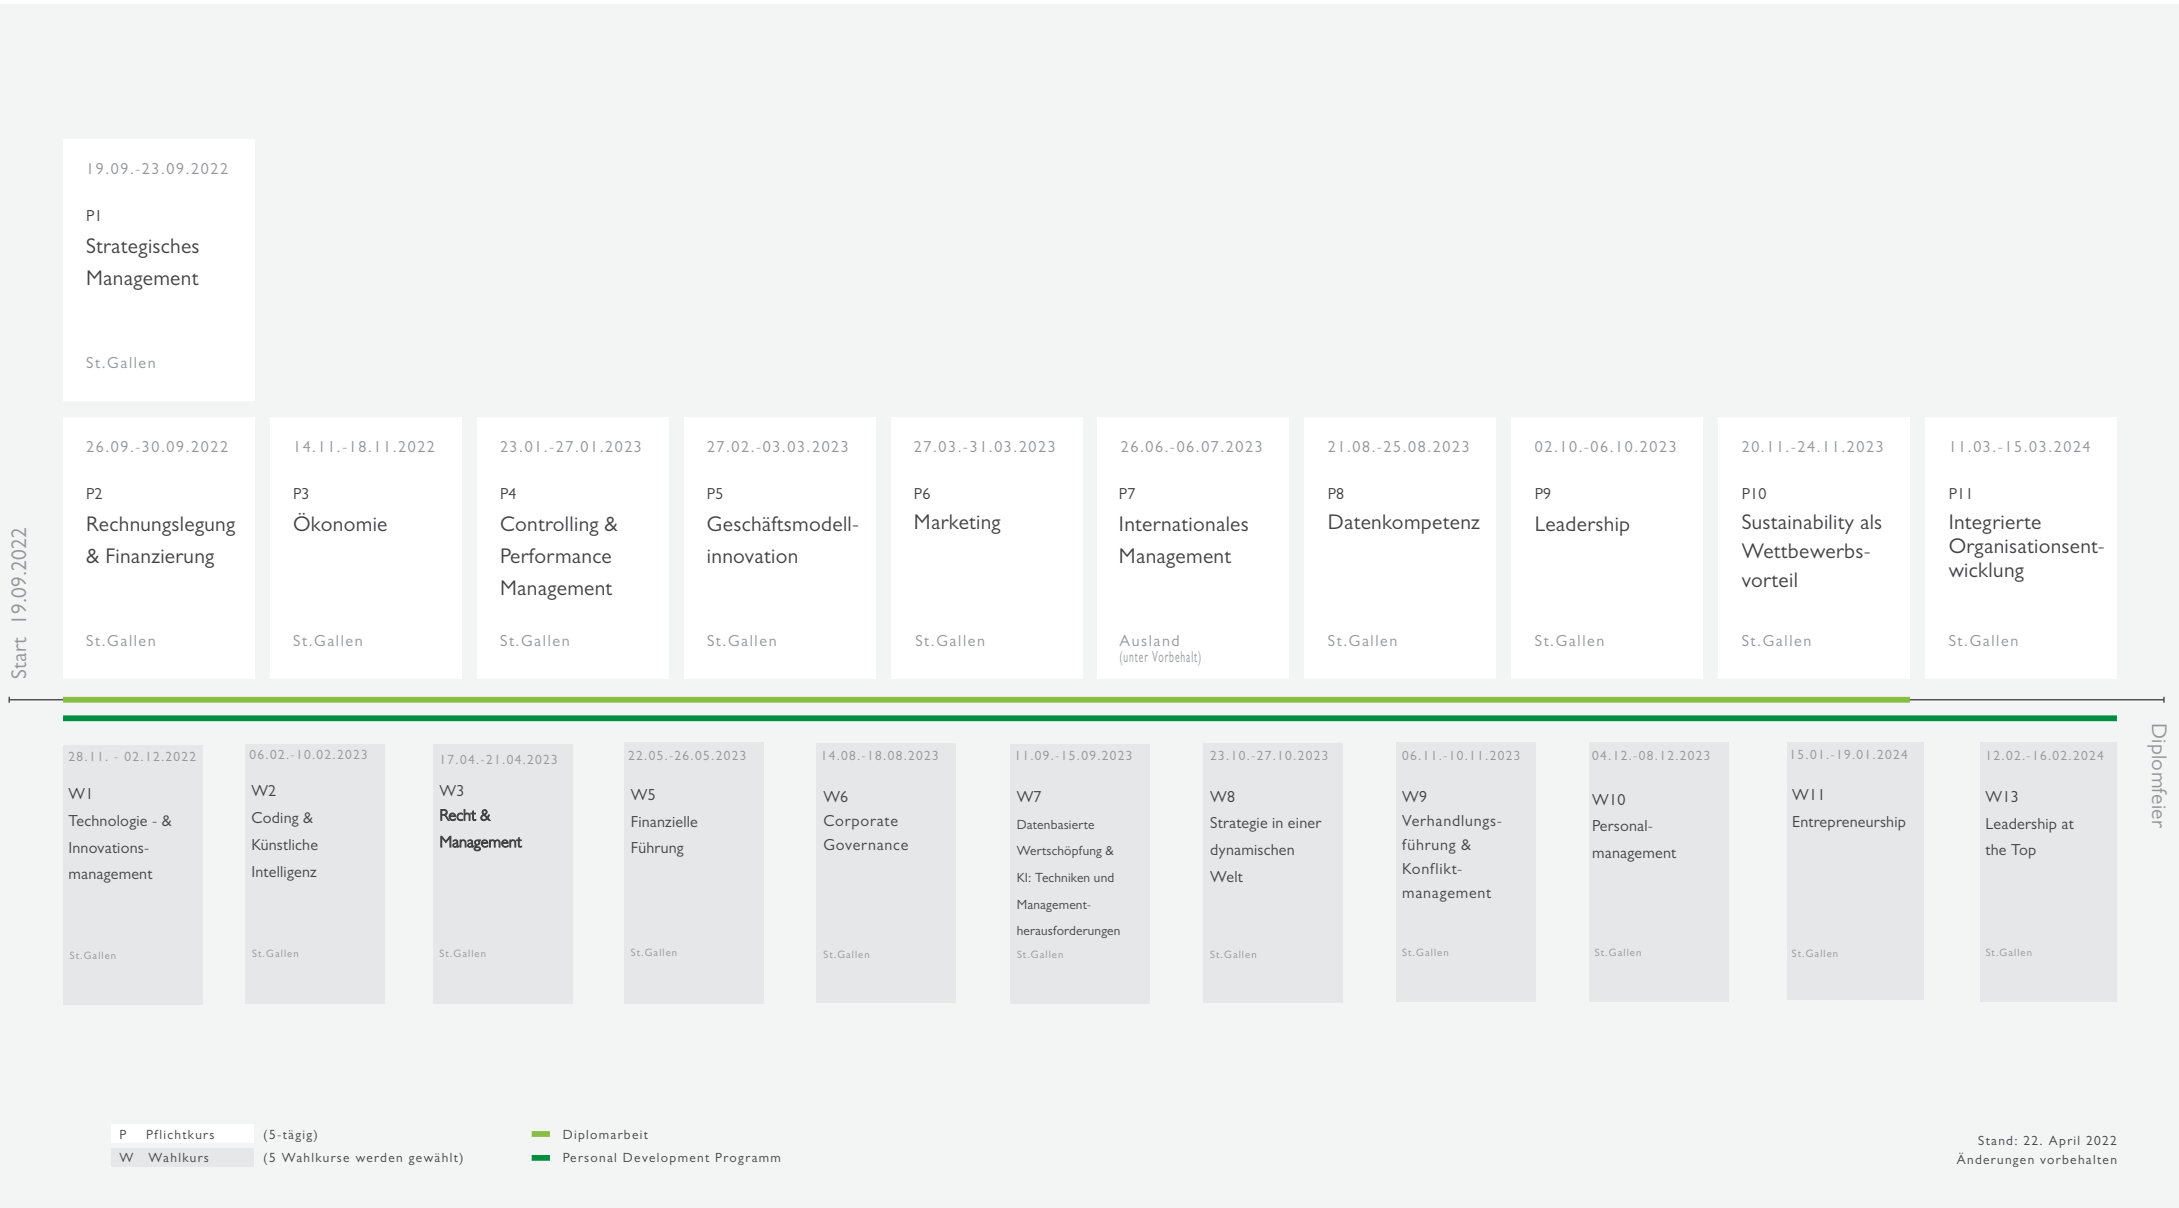 19.09.-23.09.2022
P1
Strategisches
Management
St.Gallen
26.09.-30.09.2022
P2
Rechnungslegung
& Finanzierung
St.Gallen
14.11.-18.11.2022
P3
Ökonomie
St.Gallen
23.01.-27.01.2023
P4
Controlling &
Performance
Management
St.Gallen
27.02.-03.03.2023
P5
Geschäftsmodell-
innovation
St.Gallen
27.03.-31.03.2023
P6
Marketing
St.Gallen
26.06.-06.07.2023
P7
Internationales
Management
Ausland
(unter Vorbehalt)
21.08.-25.08.2023
P8
Datenkompetenz
St.Gallen
02.10.-06.10.2023
P9
Leadership
St.Gallen
20.11.-24.11.2023
P10
Sustainability als
Wettbewerbs-
vorteil
St.Gallen
11.03.-15.03.2024
P11
Integrierte
Organisationsent-
wicklung
St.Gallen
Start 19.09.2022
Diplomfeier
28.11. - 02.12.2022
W1
Technologie - &
Innovations-
management
St.Gallen
06.02.-10.02.2023
W2
Coding &
Künstliche
Intelligenz
St.Gallen
17.04.-21.04.2023
W3
Recht &
Management
St.Gallen
22.05.-26.05.2023
W5
Finanzielle
Führung
St.Gallen
14.08.-18.08.2023
W6
Corporate
Governance
St.Gallen
11.09.-15.09.2023
W7
Datenbasierte
Wertschöpfung &
KI: Techniken und
Management-
herausforderungen
St.Gallen
23.10.-27.10.2023
W8
Strategie in einer
dynamischen
Welt
St.Gallen
06.11.-10.11.2023
W9
Verhandlungs-
führung &
Konflikt-
management
St.Gallen
04.12.-08.12.2023
W10
Personal-
management
St.Gallen
15.01.-19.01.2024
W11
Entrepreneurship
St.Gallen
12.02.-16.02.2024
W13
Leadership at
the Top
St.Gallen
P Pflichtkurs (5-tägig)
W Wahlkurs (5 Wahlkurse werden gewählt)
Diplomarbeit
Personal Development Programm
Stand: 22. April 2022
Änderungen vorbehalten